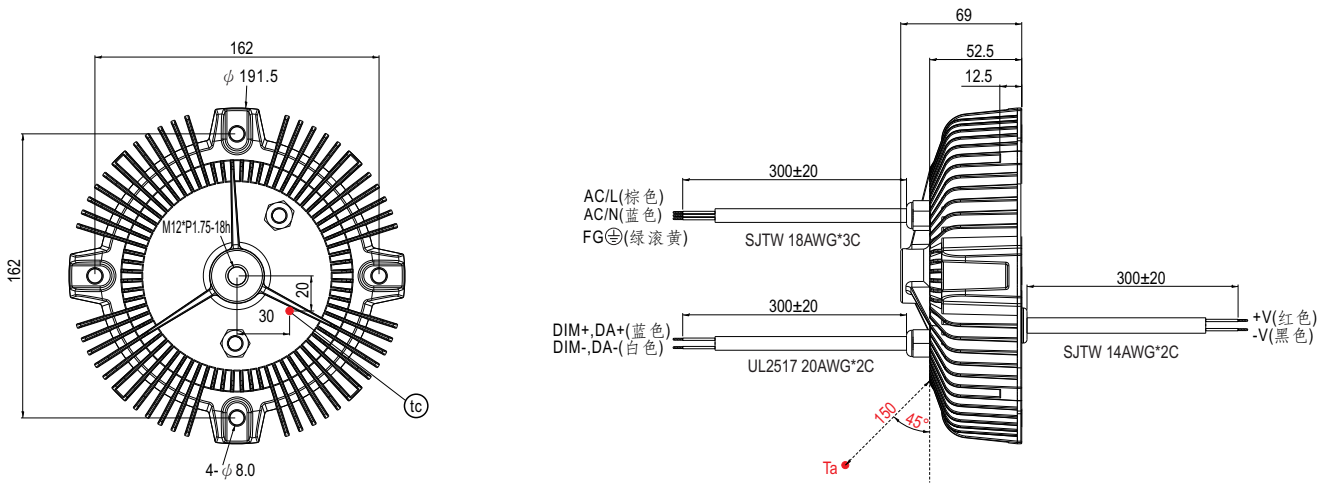 162
φ 191.5
162
M12*P1.75-18h
20
30
tc
4- φ 8.0
69
52.5
12.5
300±20
AC/L(棕色)
AC/N(蓝色)
FG(绿滚黄)
SJTW 18AWG*3C
300±20
DIM+,DA+(蓝色)
DIM-,DA-(白色)
UL2517 20AWG*2C
300±20
+V(红色)
-V(黑色)
SJTW 14AWG*2C
150
45°
Ta